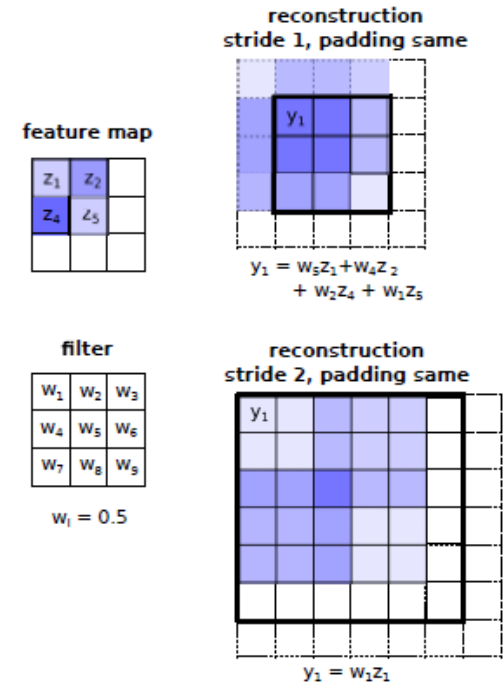 reconstruction
stride 1, padding same
y₁
feature map
z₁ z₂
z₄ z₅
y₁ = w₅z₁+w₄z₂
+ w₂z₄ + w₁z₅
filter
w₁ w₂ w₃
w₄ w₅ w₆
w₇ w₈ w₉
wᵢ = 0.5
reconstruction
stride 2, padding same
y₁
y₁ = w₁z₁